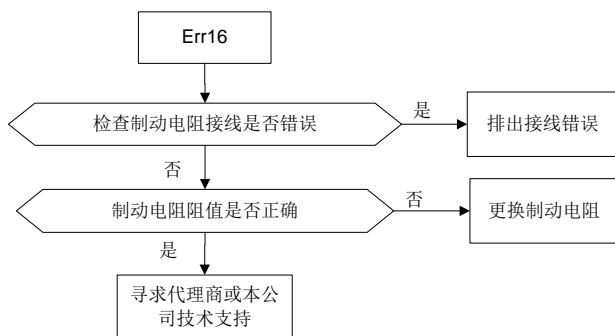 Err16
检查制动电阻接线是否错误
是
排出接线错误
否
制动电阻阻值是否正确
否
更换制动电阻
是
寻求代理商或本公
司技术支持